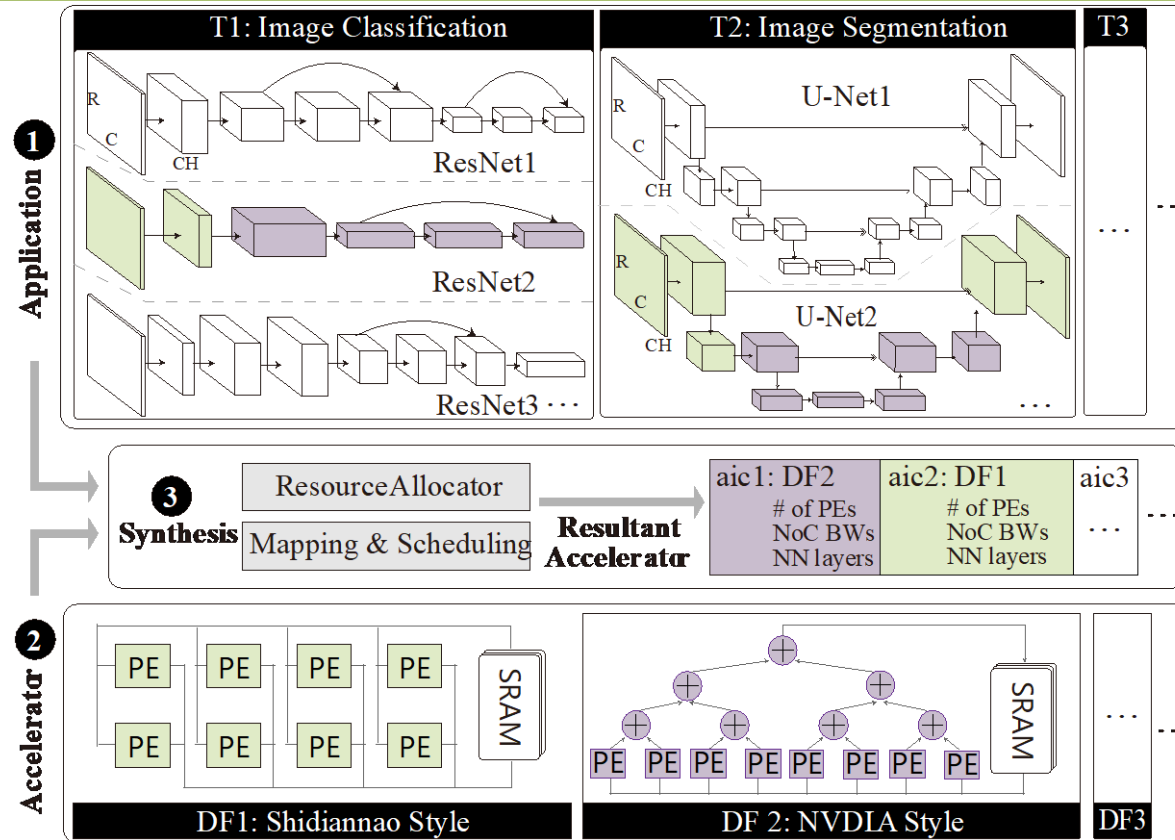 T1: Image Classification
T2: Image Segmentation
T3
1
Application
R
C
CH
ResNet1
ResNet2
ResNet3 ...
R
C
CH
U-Net1
R
C
CH
U-Net2
...
...
3
Synthesis
ResourceAllocator
Mapping & Scheduling
Resultant
Accelerator
aic1: DF2
# of PEs
NoC BWs
NN layers
aic2: DF1
# of PEs
NoC BWs
NN layers
aic3
...
2
Accelerator
PE PE PE PE
PE PE PE PE
SRAM
DF1: Shidiannao Style
+
+ +
+ + + +
PE PE PE PE PE PE PE PE
SRAM
DF 2: NVDIA Style
...
DF3